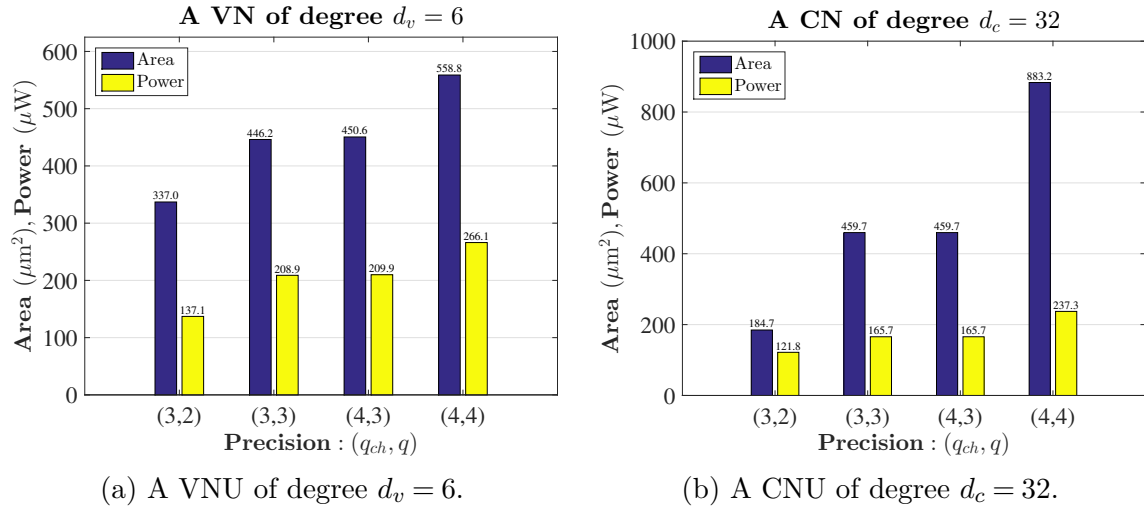 A VN of degree d_v = 6
Area (μm²), Power (μW)
600
500
400
300
200
100
0
Area
Power
337.0
137.1
446.2
208.9
450.6
209.9
558.8
266.1
(3,2) (3,3) (4,3) (4,4)
Precision : (q_ch, q)
(a) A VNU of degree d_v = 6.
A CN of degree d_c = 32
Area (μm²), Power (μW)
1000
800
600
400
200
0
Area
Power
184.7
121.8
459.7
165.7
459.7
165.7
883.2
237.3
(3,2) (3,3) (4,3) (4,4)
Precision : (q_ch, q)
(b) A CNU of degree d_c = 32.